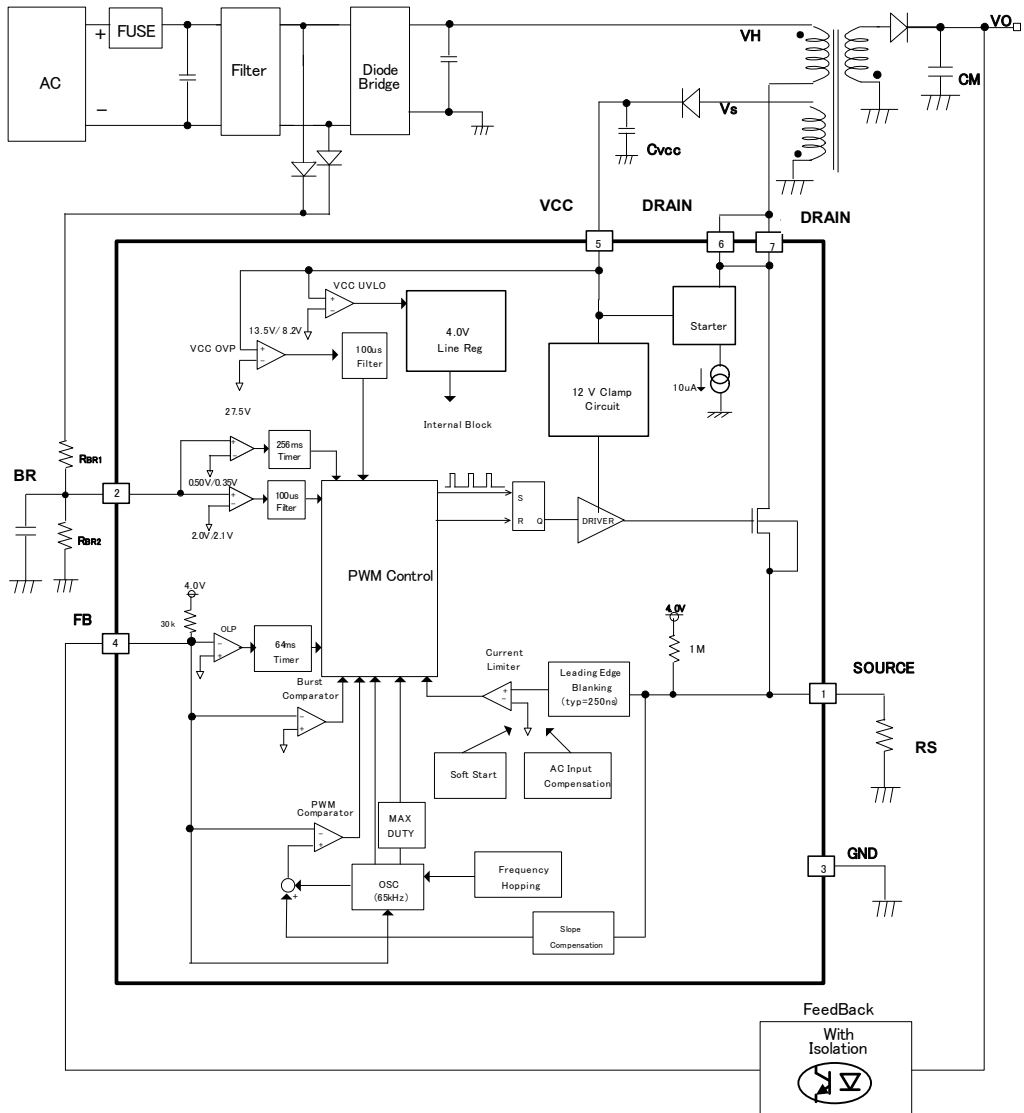 FUSE
VH
VO
AC
+
−
Filter
Diode
Bridge
CM
Vs
Cvcc
VCC
DRAIN
DRAIN
5
6
7
VCC UVLO
13.5V/ 8.2V
VCC OVP
27.5V
100us
Filter
4.0V
Line Reg
Internal Block
12 V Clamp
Circuit
Starter
10uA
RBR1
BR
2
RBR2
256ms
Timer
0.50V/0.35V
100us
Filter
2.0V/2.1V
PWM Control
S
R Q
DRIVER
4.0V
30k
FB
4
OLP
64ms
Timer
Burst
Comparator
Current
Limiter
Leading Edge
Blanking
(typ=250ns)
4.0V
1M
SOURCE
1
RS
Soft Start
AC Input
Compensation
PWM
Comparator
MAX
DUTY
OSC
(65kHz)
Frequency
Hopping
Slope
Compensation
GND
3
FeedBack
With
Isolation